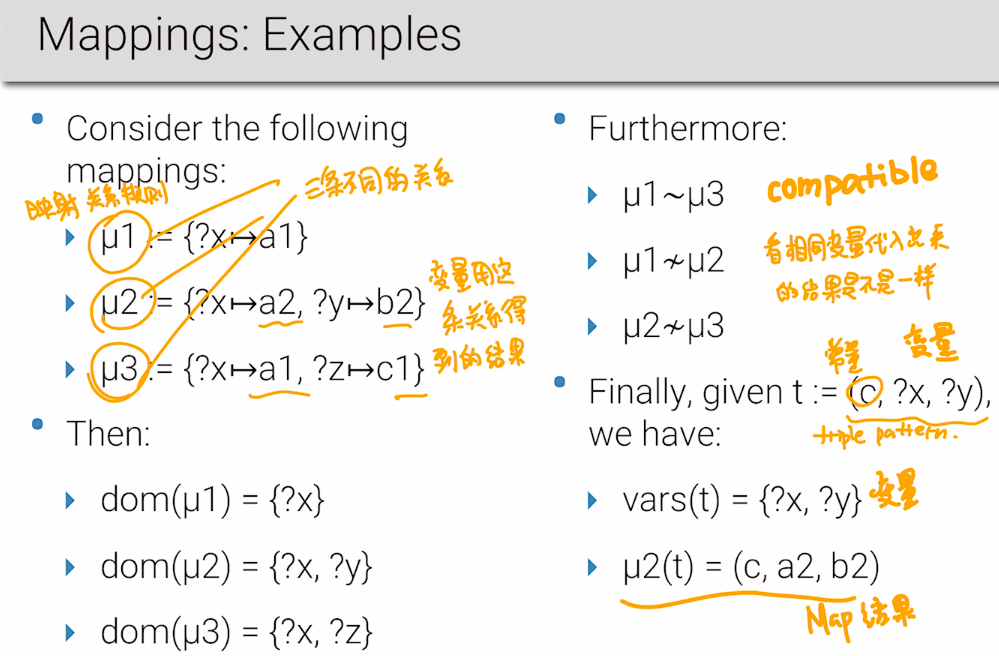 Mappings: Examples
Consider the following
mappings:
映射关系规则
三条不同的关系
μ1 := {?x↦a1}
μ2 := {?x↦a2, ?y↦b2}
μ3 := {?x↦a1, ?z↦c1}
变量用这
条关系得
到的结果
Then:
dom(μ1) = {?x}
dom(μ2) = {?x, ?y}
dom(μ3) = {?x, ?z}
Furthermore:
μ1~μ3
compatible
μ1≁μ2
看相同变量代入出来
的结果是不是一样
μ2≁μ3
常量
变量
Finally, given t := (c, ?x, ?y),
we have:
triple pattern.
vars(t) = {?x, ?y}
变量
μ2(t) = (c, a2, b2)
Map 结果